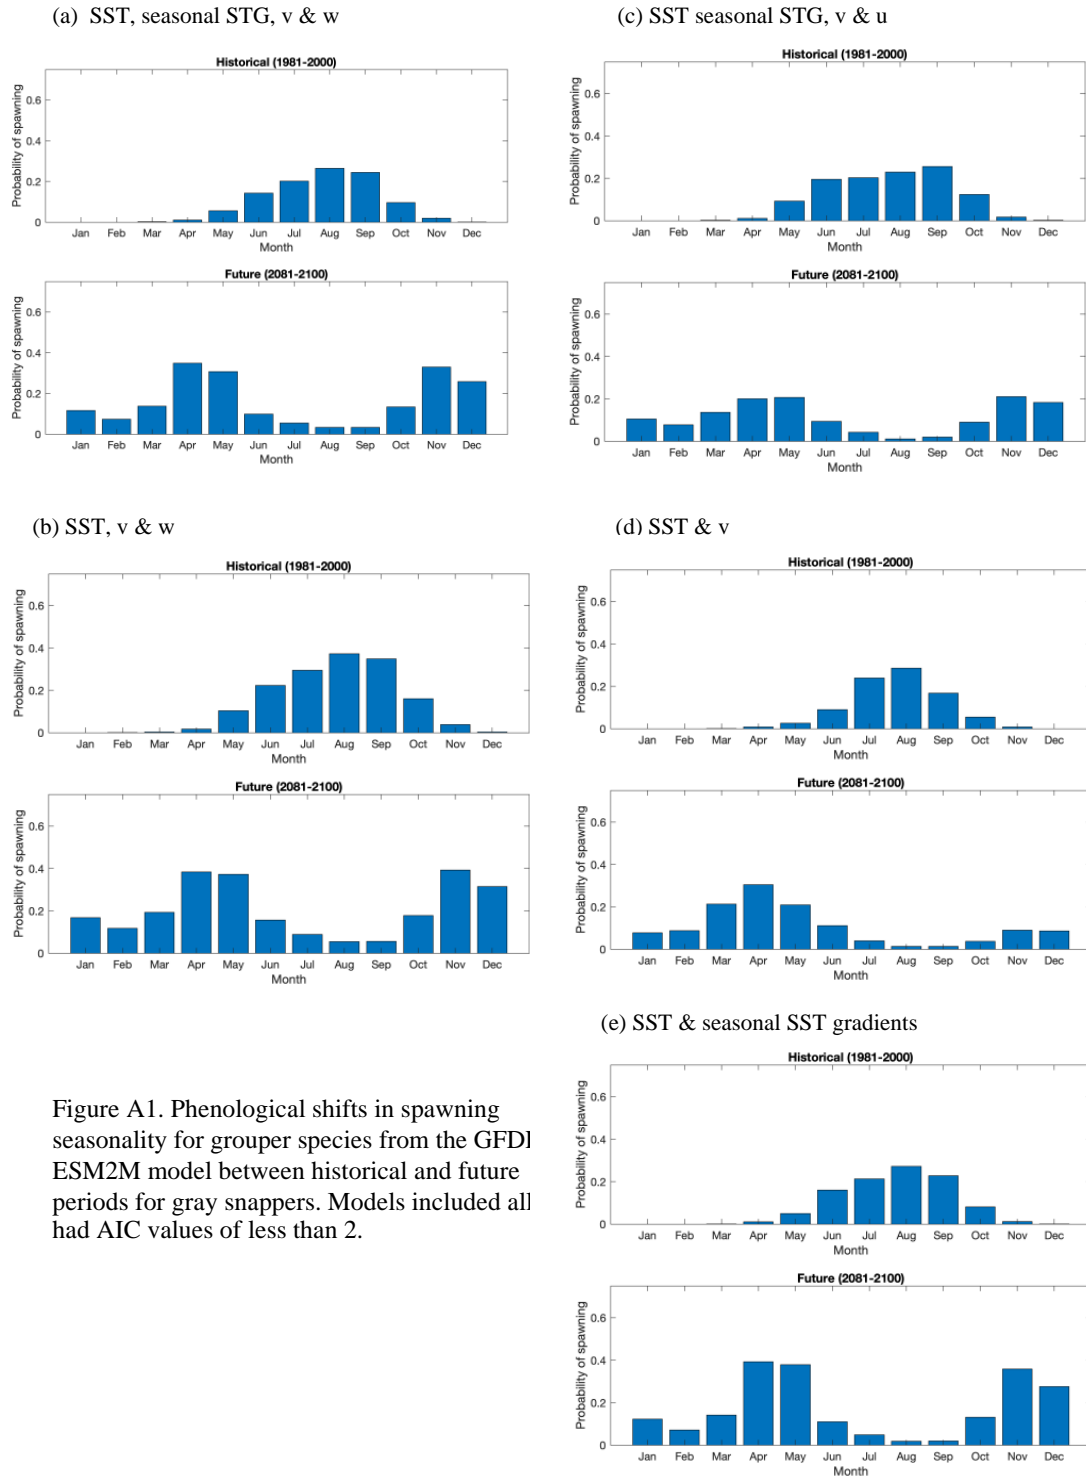 (a) SST, seasonal STG, v & w
Historical (1981-2000)
Probability of spawning
0.6
0.4
0.2
0
Jan Feb Mar Apr May Jun Jul Aug Sep Oct Nov Dec
Month
Future (2081-2100)
Probability of spawning
0.6
0.4
0.2
0
Jan Feb Mar Apr May Jun Jul Aug Sep Oct Nov Dec
Month
(b) SST, v & w
Historical (1981-2000)
Probability of spawning
0.6
0.4
0.2
0
Jan Feb Mar Apr May Jun Jul Aug Sep Oct Nov Dec
Month
Future (2081-2100)
Probability of spawning
0.6
0.4
0.2
0
Jan Feb Mar Apr May Jun Jul Aug Sep Oct Nov Dec
Month
Figure A1. Phenological shifts in spawning
seasonality for grouper species from the GFDL
ESM2M model between historical and future
periods for gray snappers. Models included all
had AIC values of less than 2.
(c) SST seasonal STG, v & u
Historical (1981-2000)
Probability of spawning
0.6
0.4
0.2
0
Jan Feb Mar Apr May Jun Jul Aug Sep Oct Nov Dec
Month
Future (2081-2100)
Probability of spawning
0.6
0.4
0.2
0
Jan Feb Mar Apr May Jun Jul Aug Sep Oct Nov Dec
Month
(d) SST & v
Historical (1981-2000)
Probability of spawning
0.6
0.4
0.2
0
Jan Feb Mar Apr May Jun Jul Aug Sep Oct Nov Dec
Month
Future (2081-2100)
Probability of spawning
0.6
0.4
0.2
0
Jan Feb Mar Apr May Jun Jul Aug Sep Oct Nov Dec
Month
(e) SST & seasonal SST gradients
Historical (1981-2000)
Probability of spawning
0.6
0.4
0.2
0
Jan Feb Mar Apr May Jun Jul Aug Sep Oct Nov Dec
Month
Future (2081-2100)
Probability of spawning
0.6
0.4
0.2
0
Jan Feb Mar Apr May Jun Jul Aug Sep Oct Nov Dec
Month